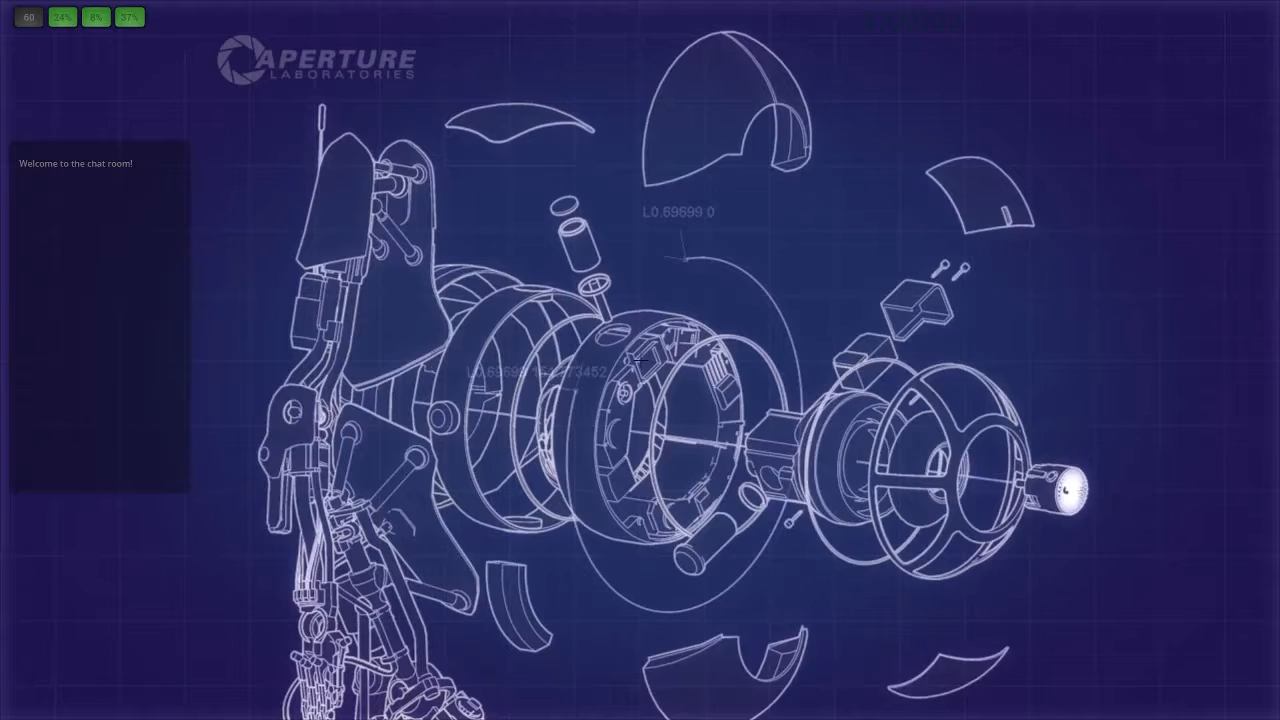 60 24% 8% 37%
APERTURE
LABORATORIES
Welcome to the chat room!
L0.69699 0